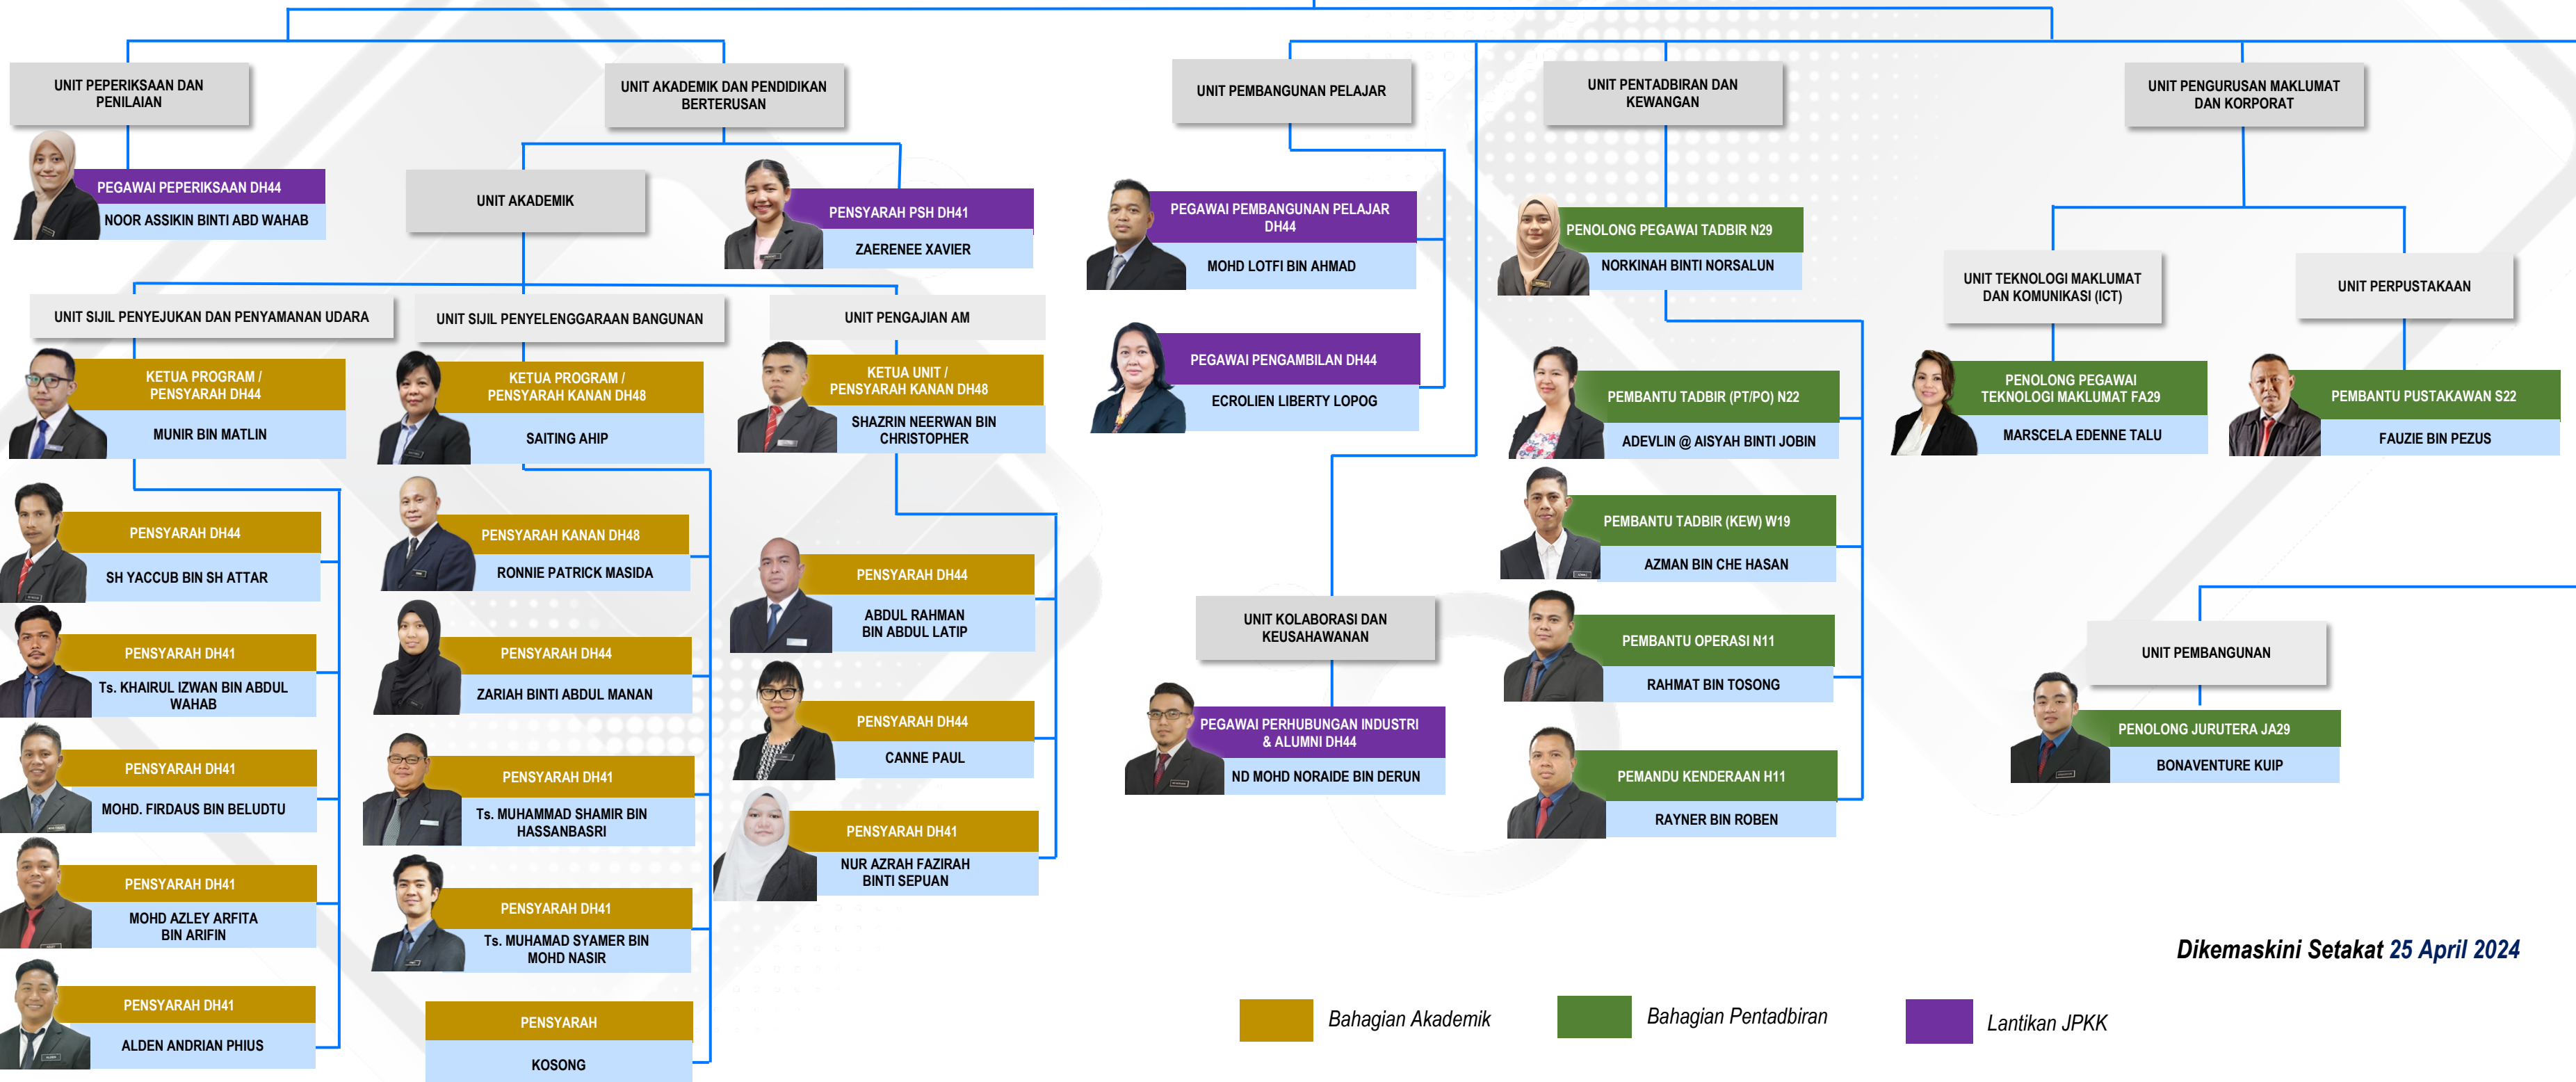 UNIT PEPERIKSAAN DAN
PENILAIAN
PEGAWAI PEPERIKSAAN DH44
NOOR ASSIKIN BINTI ABD WAHAB
UNIT AKADEMIK DAN PENDIDIKAN
BERTERUSAN
UNIT AKADEMIK
PENSYARAH PSH DH41
ZAERENEE XAVIER
UNIT SIJIL PENYEJUKAN DAN PENYAMANAN UDARA
KETUA PROGRAM /
PENSYARAH DH44
MUNIR BIN MATLIN
PENSYARAH DH44
SH YACCUB BIN SH ATTAR
PENSYARAH DH41
Ts. KHAIRUL IZWAN BIN ABDUL
WAHAB
PENSYARAH DH41
MOHD. FIRDAUS BIN BELUDTU
PENSYARAH DH41
MOHD AZLEY ARFITA
BIN ARIFIN
PENSYARAH DH41
ALDEN ANDRIAN PHIUS
UNIT SIJIL PENYELENGGARAAN BANGUNAN
KETUA PROGRAM /
PENSYARAH KANAN DH48
SAITING AHIP
PENSYARAH KANAN DH48
RONNIE PATRICK MASIDA
PENSYARAH DH44
ZARIAH BINTI ABDUL MANAN
PENSYARAH DH41
Ts. MUHAMMAD SHAMIR BIN
HASSANBASRI
PENSYARAH DH41
Ts. MUHAMAD SYAMER BIN
MOHD NASIR
PENSYARAH
KOSONG
UNIT PENGAJIAN AM
KETUA UNIT /
PENSYARAH KANAN DH48
SHAZRIN NEERWAN BIN
CHRISTOPHER
PENSYARAH DH44
ABDUL RAHMAN
BIN ABDUL LATIP
PENSYARAH DH44
CANNE PAUL
PENSYARAH DH41
NUR AZRAH FAZIRAH
BINTI SEPUAN
UNIT PEMBANGUNAN PELAJAR
PEGAWAI PEMBANGUNAN PELAJAR
DH44
MOHD LOTFI BIN AHMAD
PEGAWAI PENGAMBILAN DH44
ECROLIEN LIBERTY LOPOG
UNIT KOLABORASI DAN
KEUSAHAWANAN
PEGAWAI PERHUBUNGAN INDUSTRI
& ALUMNI DH44
ND MOHD NORAIDE BIN DERUN
UNIT PENTADBIRAN DAN
KEWANGAN
PENOLONG PEGAWAI TADBIR N29
NORKINAH BINTI NORSALUN
PEMBANTU TADBIR (PT/PO) N22
ADEVLIN @ AISYAH BINTI JOBIN
PEMBANTU TADBIR (KEW) W19
AZMAN BIN CHE HASAN
PEMBANTU OPERASI N11
RAHMAT BIN TOSONG
PEMANDU KENDERAAN H11
RAYNER BIN ROBEN
UNIT PENGURUSAN MAKLUMAT
DAN KORPORAT
UNIT TEKNOLOGI MAKLUMAT
DAN KOMUNIKASI (ICT)
PENOLONG PEGAWAI
TEKNOLOGI MAKLUMAT FA29
MARSCELA EDENNE TALU
UNIT PERPUSTAKAAN
PEMBANTU PUSTAKAWAN S22
FAUZIE BIN PEZUS
UNIT PEMBANGUNAN
PENOLONG JURUTERA JA29
BONAVENTURE KUIP
Dikemaskini Setakat 25 April 2024
Bahagian Akademik
Bahagian Pentadbiran
Lantikan JPKK